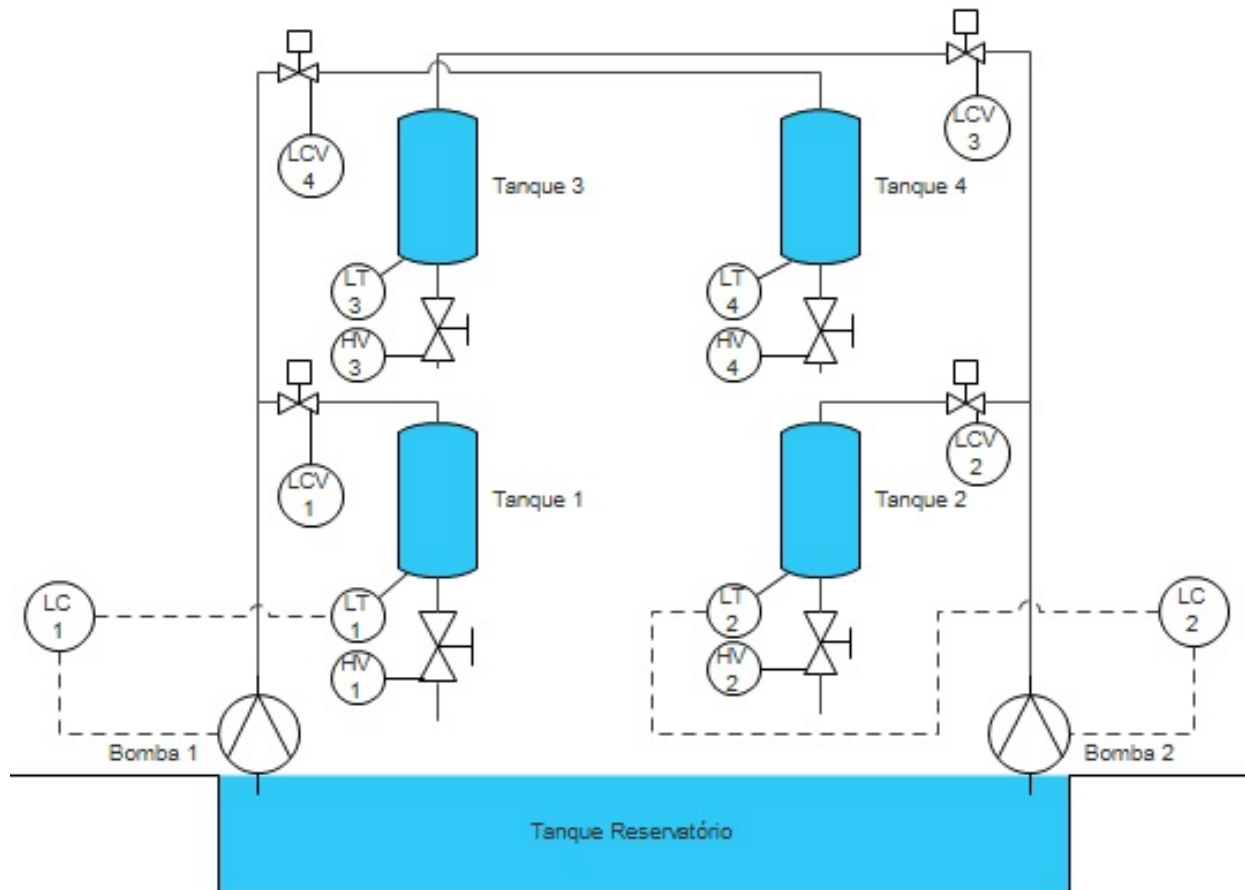 LCV
3
LCV
4
Tanque 3
Tanque 4
LT
3
LT
4
HV
3
HV
4
LCV
2
LCV
1
Tanque 1
Tanque 2
LC
1
LT
1
LT
2
LC
2
HV
1
HV
2
Bomba 1
Bomba 2
Tanque Reservatório